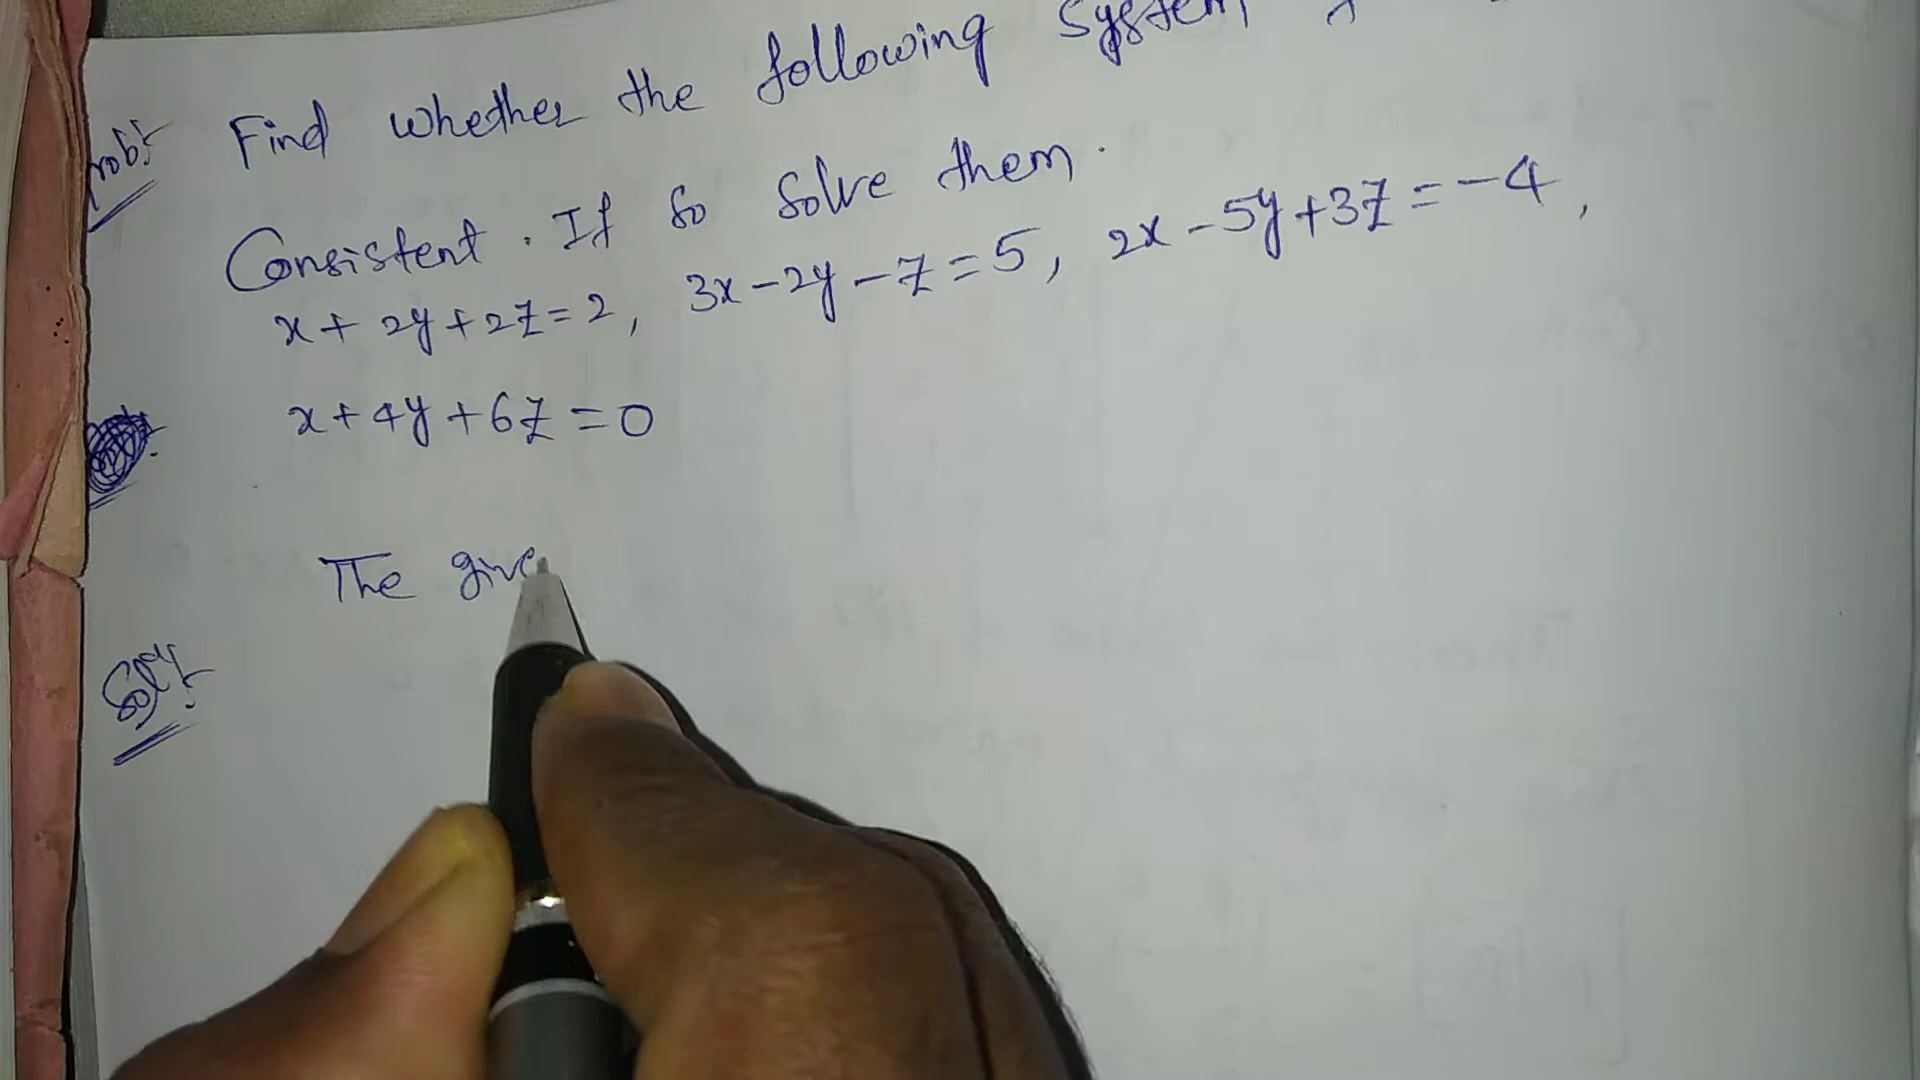 Prob:- Find whether the following system
Consistent. If so solve them.
x + 2y + 2z = 2, 3x - 2y - z = 5, 2x - 5y + 3z = -4,
x + 4y + 6z = 0
The give
Sol:-